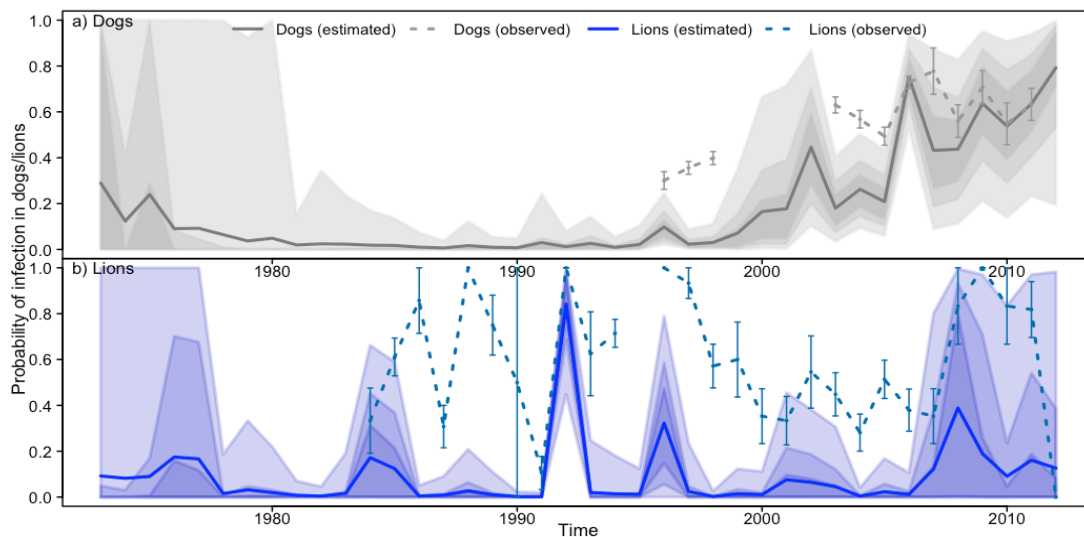 a) Dogs
Dogs (estimated) Dogs (observed) Lions (estimated) Lions (observed)
1.0
0.8
0.6
0.4
0.2
0.0
1980 1990 2000 2010
b) Lions
1.0
0.8
0.6
0.4
0.2
0.0
1980 1990 2000 2010
Time
Probability of infection in dogs/lions